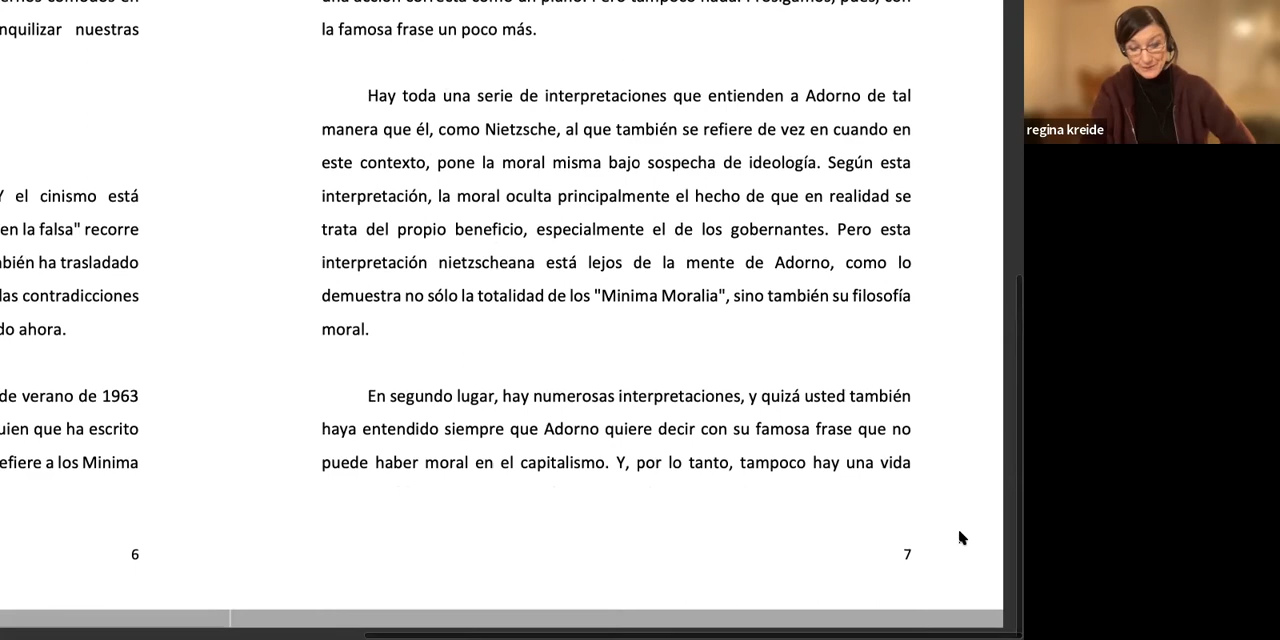 nquilizar nuestras
Y el cinismo está
en la falsa" recorre
bién ha trasladado
las contradicciones
do ahora.
de verano de 1963
uien que ha escrito
efiere a los Minima
6
la famosa frase un poco más.
Hay toda una serie de interpretaciones que entienden a Adorno de tal
manera que él, como Nietzsche, al que también se refiere de vez en cuando en
este contexto, pone la moral misma bajo sospecha de ideología. Según esta
interpretación, la moral oculta principalmente el hecho de que en realidad se
trata del propio beneficio, especialmente el de los gobernantes. Pero esta
interpretación nietzscheana está lejos de la mente de Adorno, como lo
demuestra no sólo la totalidad de los "Minima Moralia", sino también su filosofía
moral.
En segundo lugar, hay numerosas interpretaciones, y quizá usted también
haya entendido siempre que Adorno quiere decir con su famosa frase que no
puede haber moral en el capitalismo. Y, por lo tanto, tampoco hay una vida
7
regina kreide